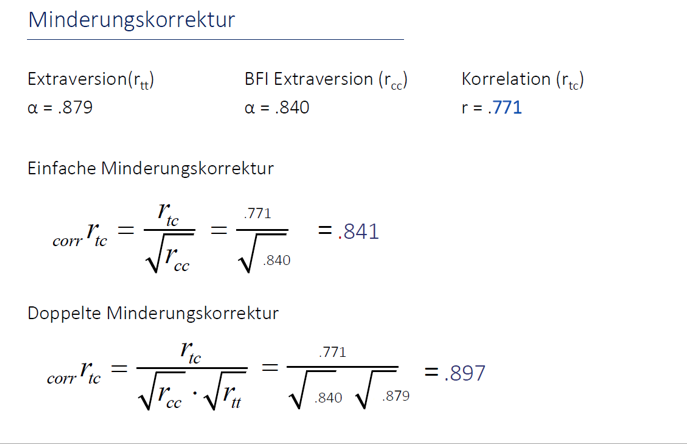 Minderungskorrektur
Extraversion(rtt) BFI Extraversion (rcc) Korrelation (rtc)
α = .879 α = .840 r = .771
Einfache Minderungskorrektur
corr rtc = rtc / √rcc = .771 / √.840 = .841
Doppelte Minderungskorrektur
corr rtc = rtc / √rcc · √rtt = .771 / √.840 √.879 = .897